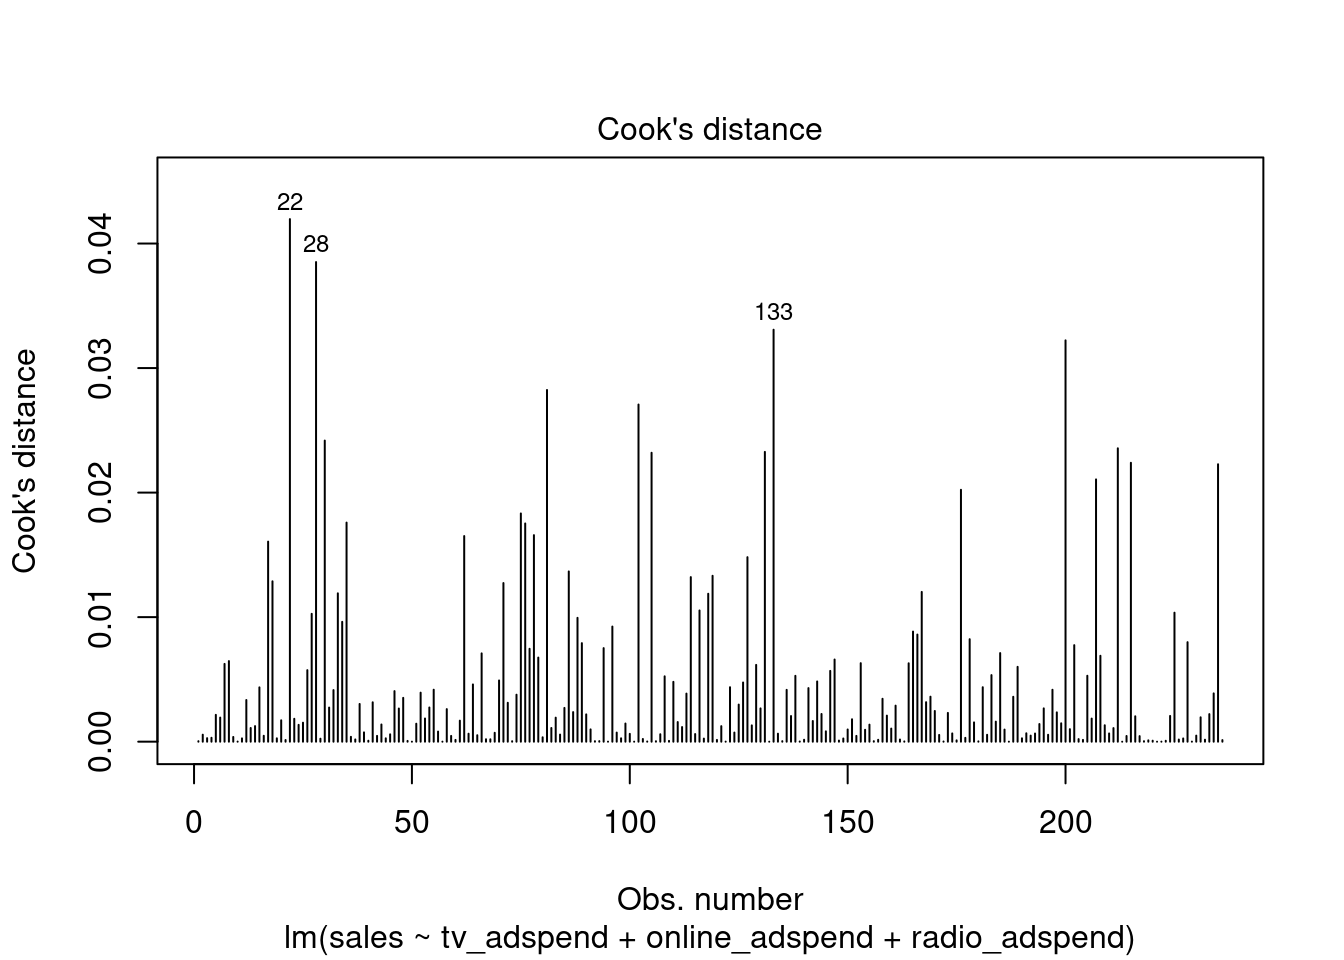 Cook's distance
22
28
133
0.04
0.03
0.02
0.01
0.00
Cook's distance
0 50 100 150 200
Obs. number
lm(sales ~ tv_adspend + online_adspend + radio_adspend)